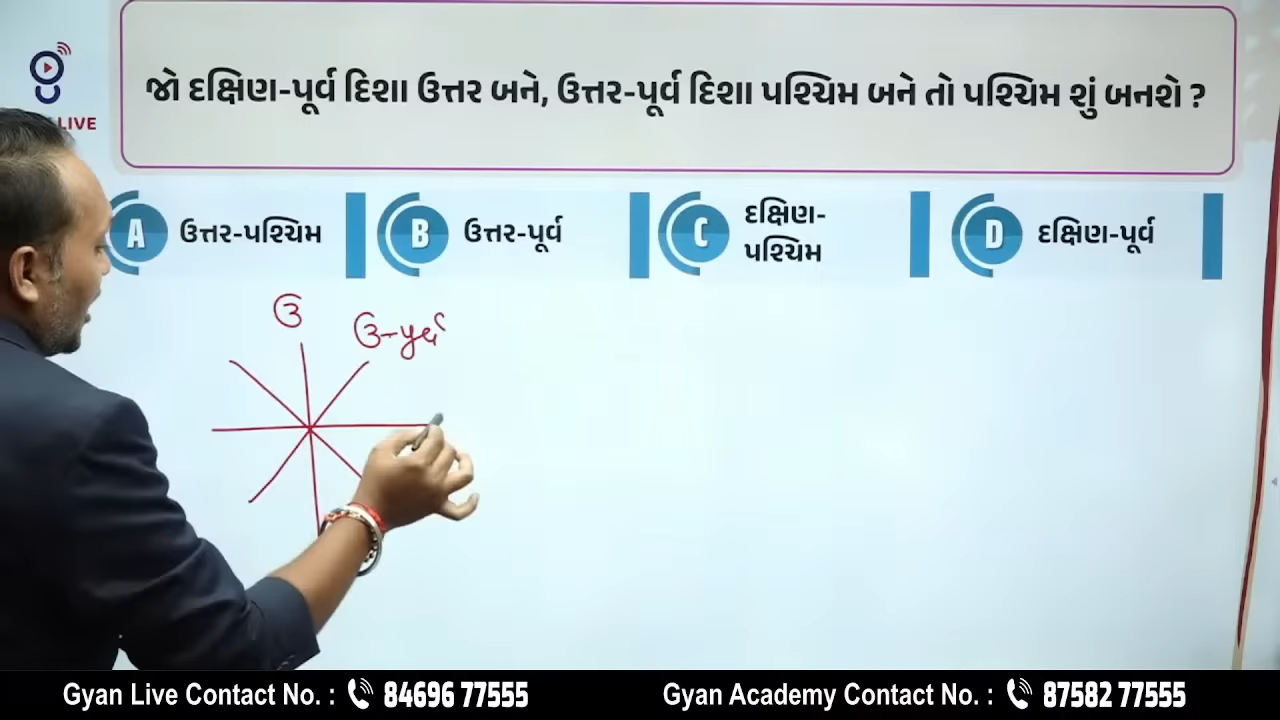 જો દક્ષિણ-પૂર્વ દિશા ઉત્તર બને, ઉત્તર-પૂર્વ દિશા પશ્ચિમ બને તો પશ્ચિમ શું બનશે ?
LIVE
A ઉત્તર-પશ્ચિમ
B ઉત્તર-પૂર્વ
C દક્ષિણ-
પશ્ચિમ
D દક્ષિણ-પૂર્વ
ઉ
ઉ-પૂર્વ
Gyan Live Contact No. : 84696 77555
Gyan Academy Contact No. : 87582 77555